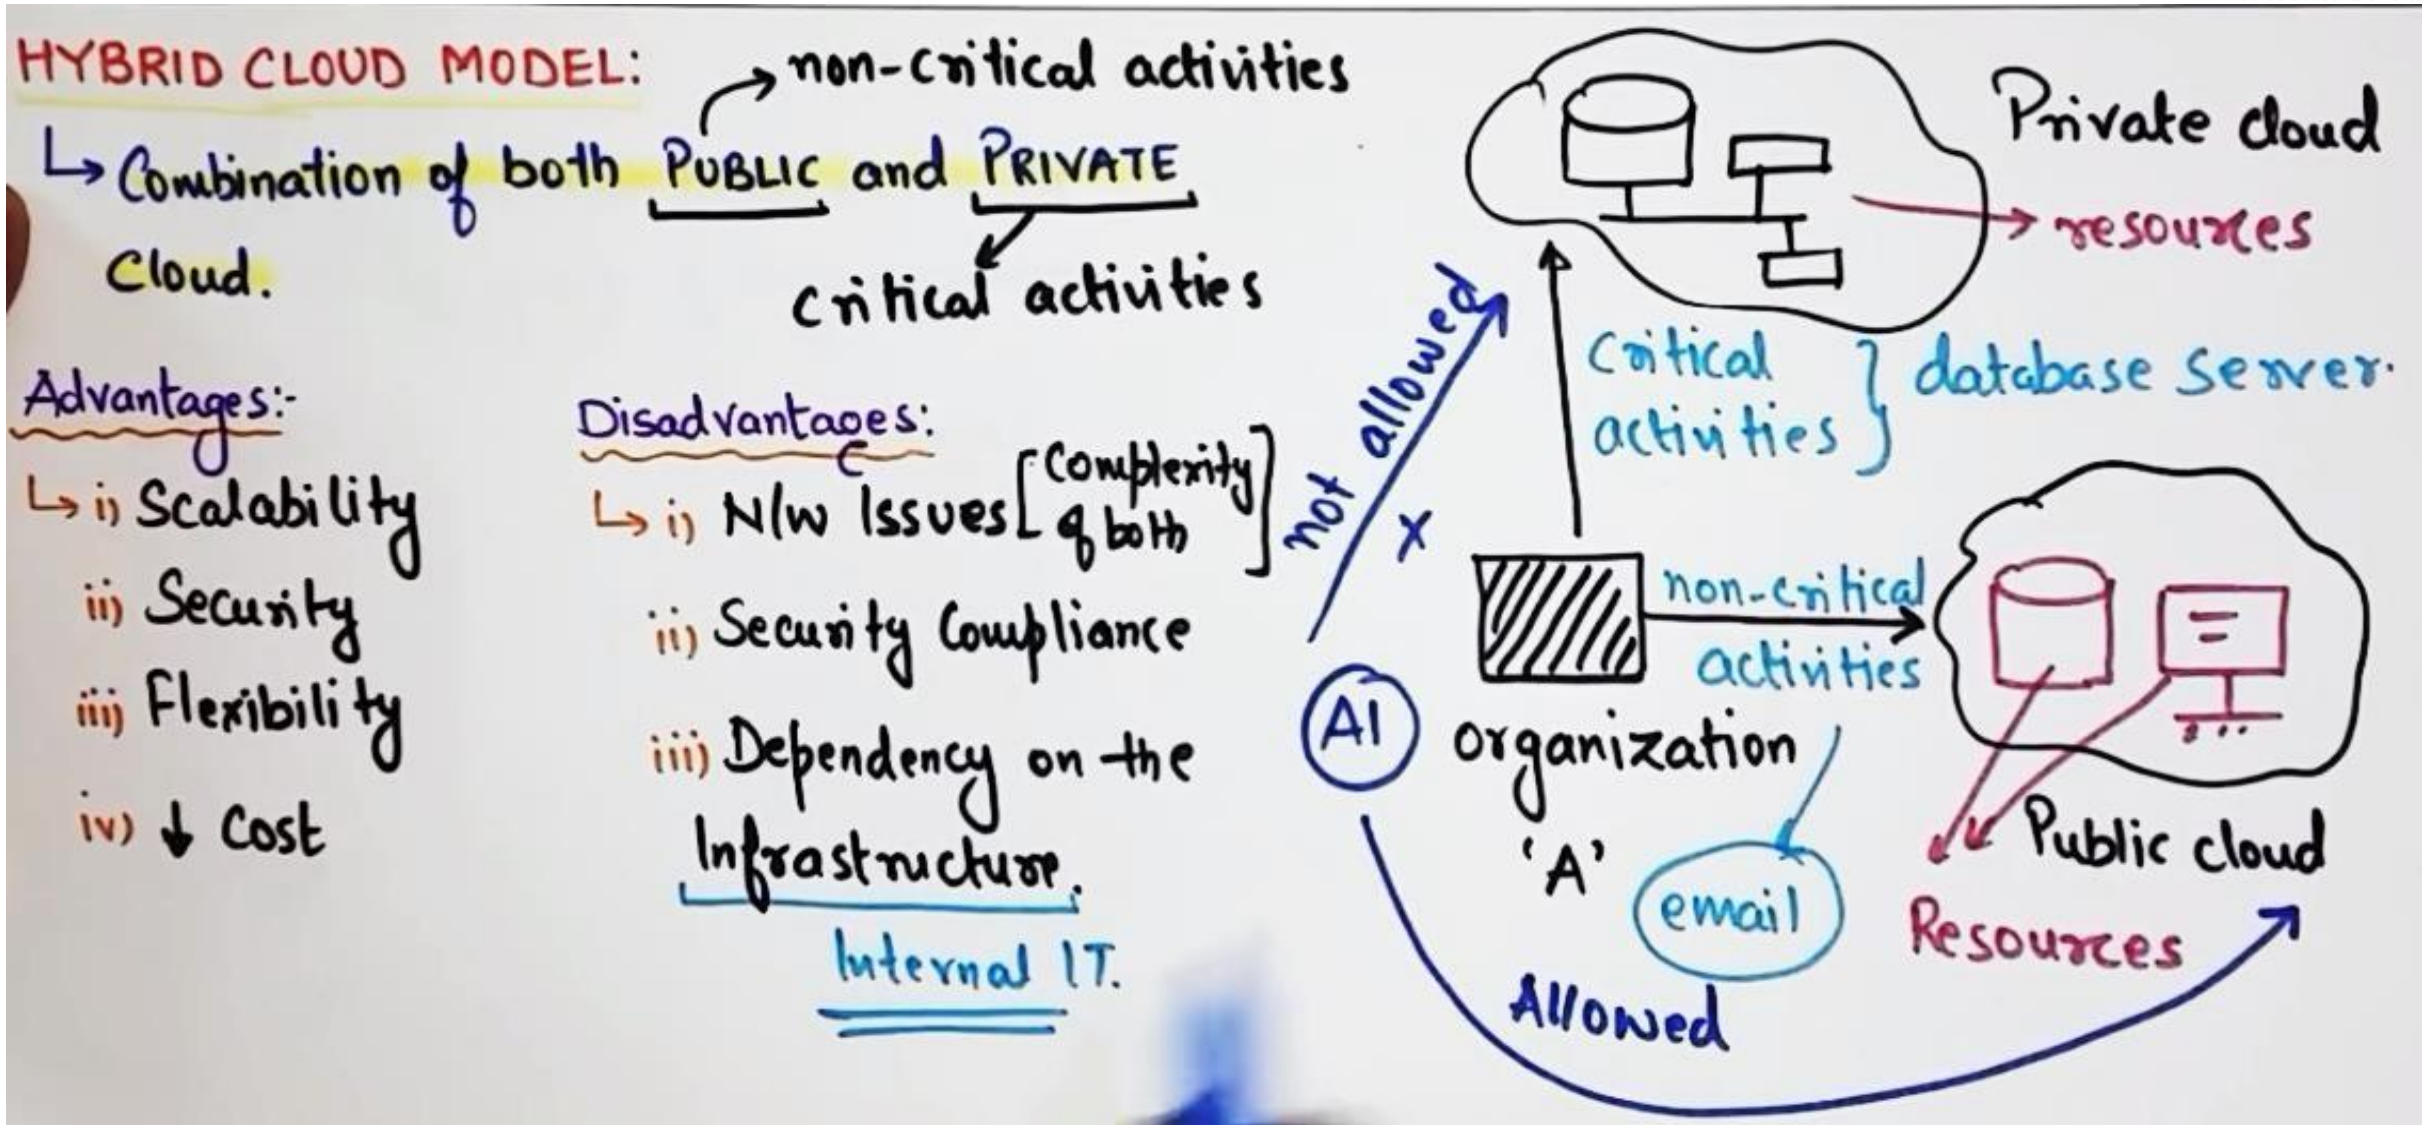 HYBRID CLOUD MODEL:
non-critical activities
Combination of both PUBLIC and PRIVATE
Cloud.
critical activities
Advantages:-
i) Scalability
ii) Security
iii) Flexibility
iv) ↓ Cost
Disadvantages:
i) N/W Issues [Complexity
of both]
ii) Security Compliance
iii) Dependency on the
Infrastructure.
Internal IT.
Private cloud
resources
critical
activities } database server.
not allowed
X
non-critical
activities
A1
organization
'A'
email
Allowed
Public cloud
Resources